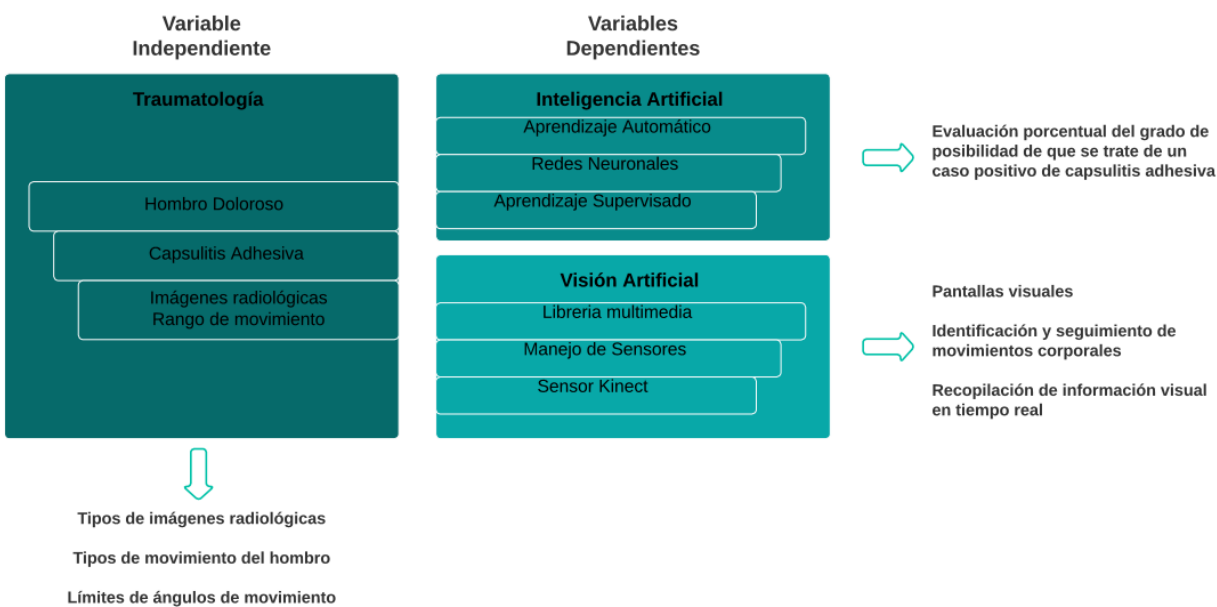 Variable
Independiente
Traumatología
Hombro Doloroso
Capsulitis Adhesiva
Imágenes radiológicas
Rango de movimiento
Tipos de imágenes radiológicas
Tipos de movimiento del hombro
Límites de ángulos de movimiento
Variables
Dependientes
Inteligencia Artificial
Aprendizaje Automático
Redes Neuronales
Aprendizaje Supervisado
Evaluación porcentual del grado de
posibilidad de que se trate de un
caso positivo de capsulitis adhesiva
Visión Artificial
Libreria multimedia
Manejo de Sensores
Sensor Kinect
Pantallas visuales
Identificación y seguimiento de
movimientos corporales
Recopilación de información visual
en tiempo real